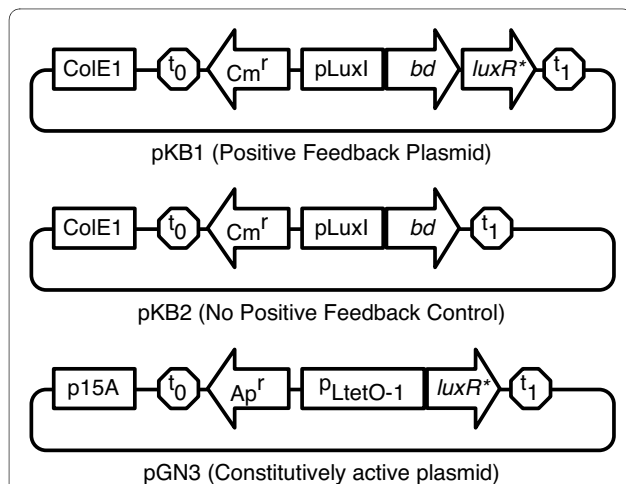 ColE1 t₀ Cmʳ pLuxI bd luxR* t₁
pKB1 (Positive Feedback Plasmid)
ColE1 t₀ Cmʳ pLuxI bd t₁
pKB2 (No Positive Feedback Control)
p15A t₀ Apʳ pLtetO-1 luxR* t₁
pGN3 (Constitutively active plasmid)